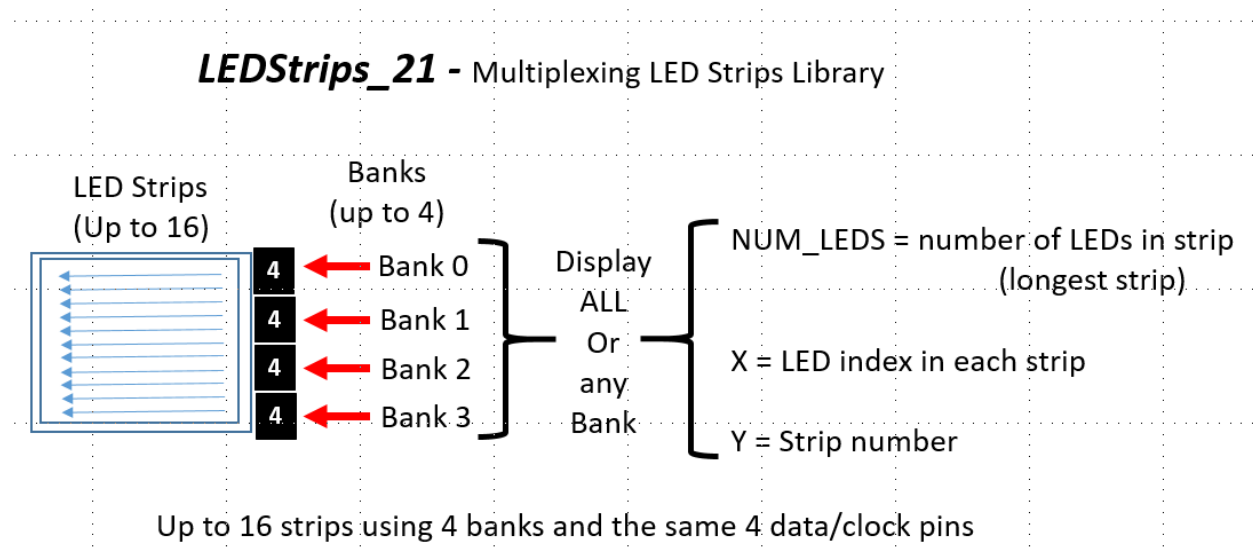 LEDStrips_21 - Multiplexing LED Strips Library
LED Strips
(Up to 16)
Banks
(up to 4)
4
Bank 0
4
Bank 1
4
Bank 2
4
Bank 3
Display
ALL
Or
any
Bank
NUM_LEDS = number of LEDs in strip
(longest strip)
X = LED index in each strip
Y = Strip number
Up to 16 strips using 4 banks and the same 4 data/clock pins